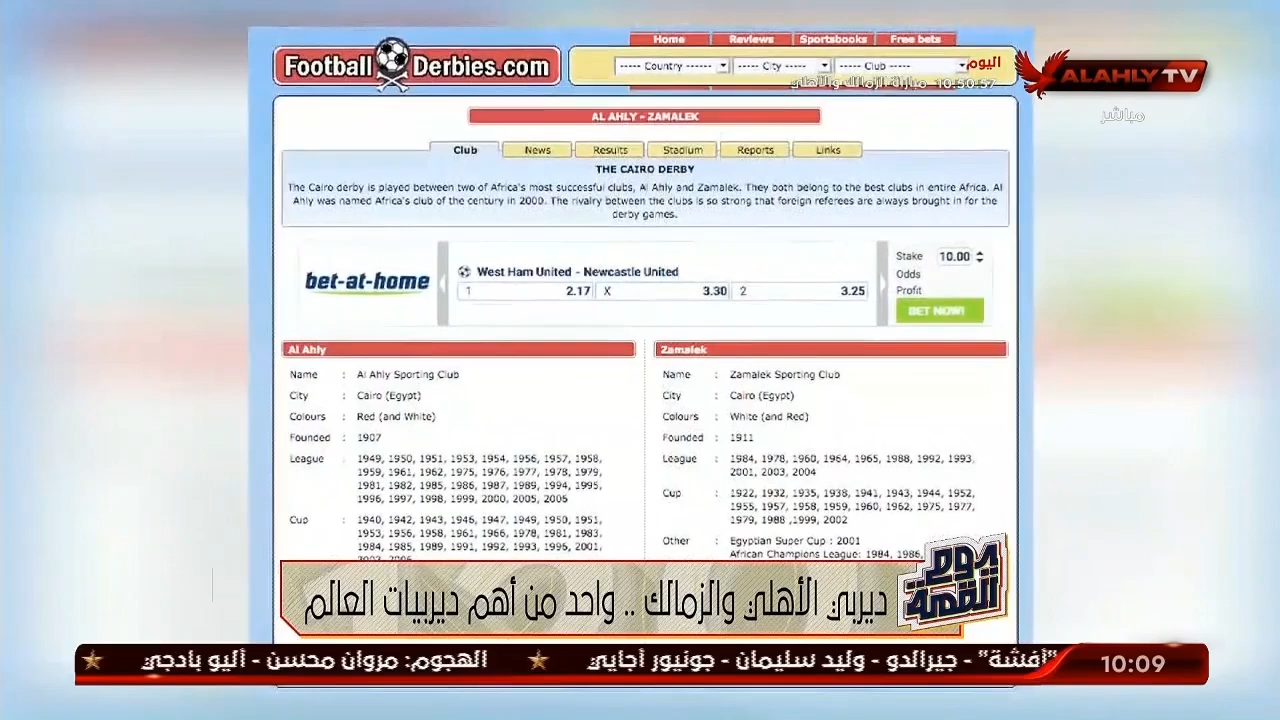 Home Reviews Sportsbooks Free bets
Football Derbies.com
----- Country ------ ----- City ----- ----- Club -----
اليوم
مباراة الزمالك والأهلي 10:50:57
ALAHLY TV
مباشر
AL AHLY - ZAMALEK
Club News Results Stadium Reports Links
THE CAIRO DERBY
The Cairo derby is played between two of Africa's most successful clubs, Al Ahly and Zamalek. They both belong to the best clubs in entire Africa. Al
Ahly was named Africa's club of the century in 2000. The rivalry between the clubs is so strong that foreign referees are always brought in for the
derby games.
bet-at-home
West Ham United - Newcastle United
1 2.17 X 3.30 2 3.25
Stake 10.00
Odds
Profit
BET NOW!
Al Ahly
Name : Al Ahly Sporting Club
City : Cairo (Egypt)
Colours : Red (and White)
Founded : 1907
League : 1949, 1950, 1951, 1953, 1954, 1956, 1957, 1958,
1959, 1961, 1962, 1975, 1976, 1977, 1978, 1979,
1981, 1982, 1985, 1986, 1987, 1989, 1994, 1995,
1996, 1997, 1998, 1999, 2000, 2005, 2006
Cup : 1940, 1942, 1943, 1946, 1947, 1949, 1950, 1951,
1953, 1956, 1958, 1961, 1966, 1978, 1981, 1983,
1984, 1985, 1989, 1991, 1992, 1993, 1996, 2001,
Zamalek
Name : Zamalek Sporting Club
City : Cairo (Egypt)
Colours : White (and Red)
Founded : 1911
League : 1984, 1978, 1960, 1964, 1965, 1988, 1992, 1993,
2001, 2003, 2004
Cup : 1922, 1932, 1935, 1938, 1941, 1943, 1944, 1952,
1955, 1957, 1958, 1959, 1960, 1962, 1975, 1977,
1979, 1988 ,1999, 2002
Other : Egyptian Super Cup : 2001
African Champions League: 1984, 1986,
يوم القمة
ديربي الأهلي والزمالك .. واحد من أهم ديربيات العالم
"أفشة" - جيرالدو - وليد سليمان - جونيور أجايي ★ الهجوم: مروان محسن - أليو بادجي ★
10:09